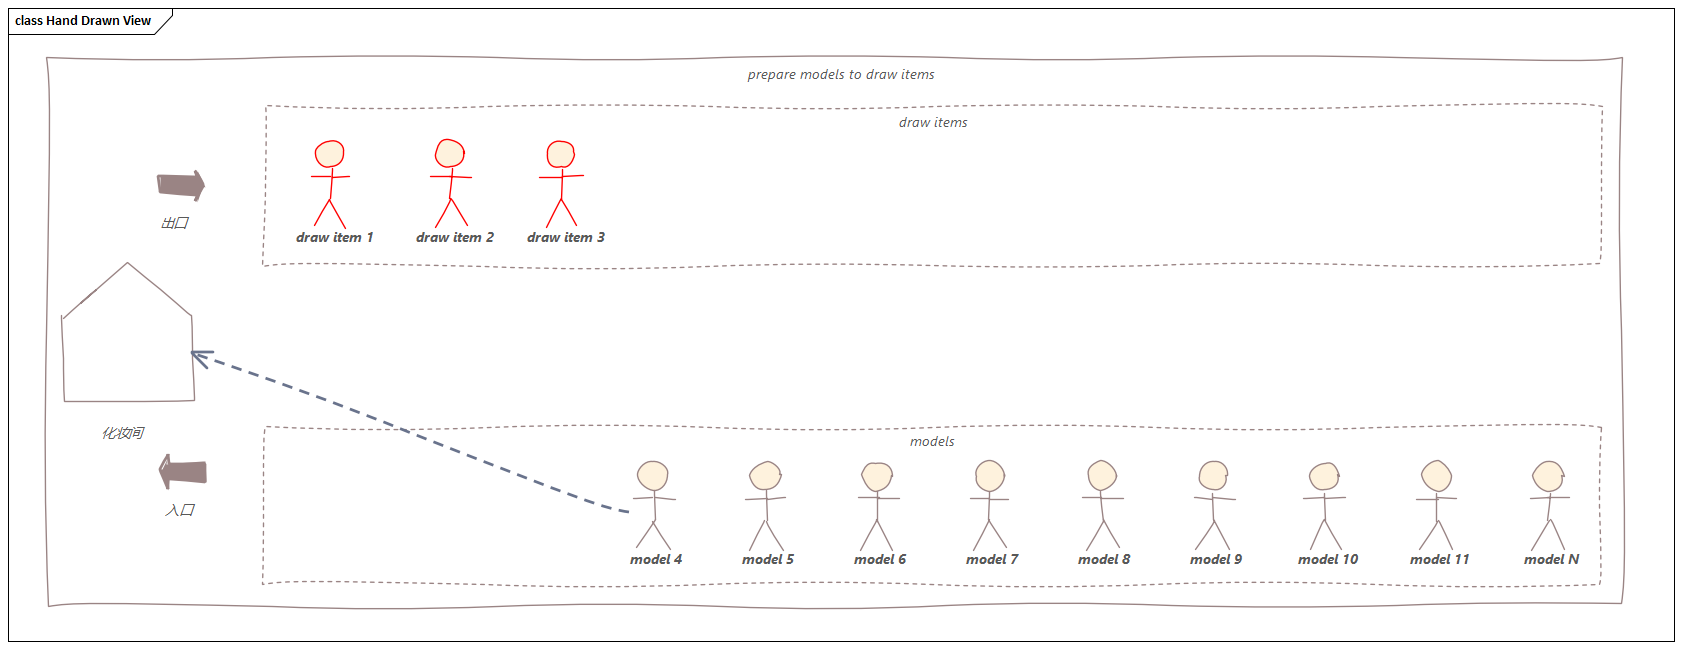 class Hand Drawn View
prepare models to draw items
draw items
draw item 1
draw item 2
draw item 3
出口
化妆间
models
入口
model 4
model 5
model 6
model 7
model 8
model 9
model 10
model 11
model N